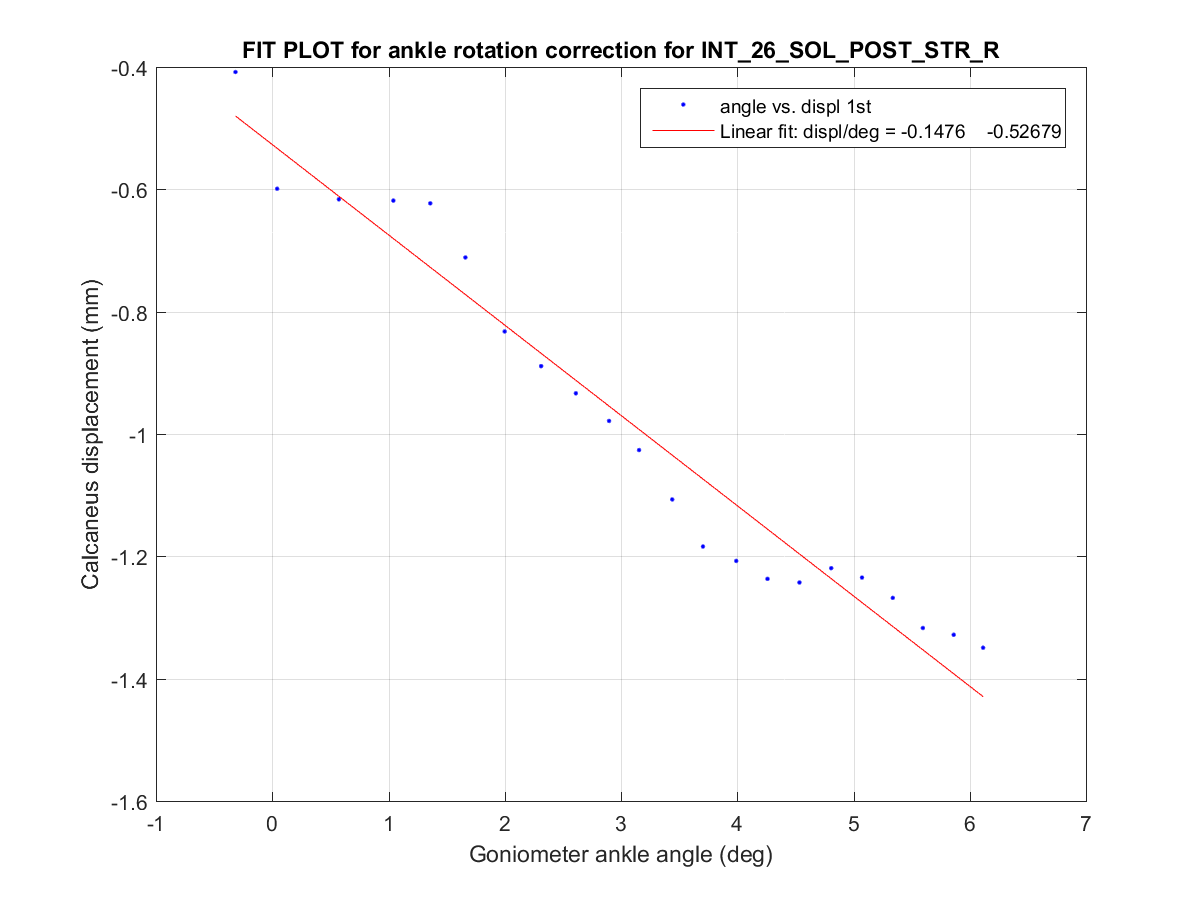 FIT PLOT for ankle rotation correction for INT_26_SOL_POST_STR_R
angle vs. displ 1st
Linear fit: displ/deg = -0.1476 -0.52679
-0.4
-0.6
-0.8
-1
-1.2
-1.4
-1.6
Calcaneus displacement (mm)
-1 0 1 2 3 4 5 6 7
Goniometer ankle angle (deg)